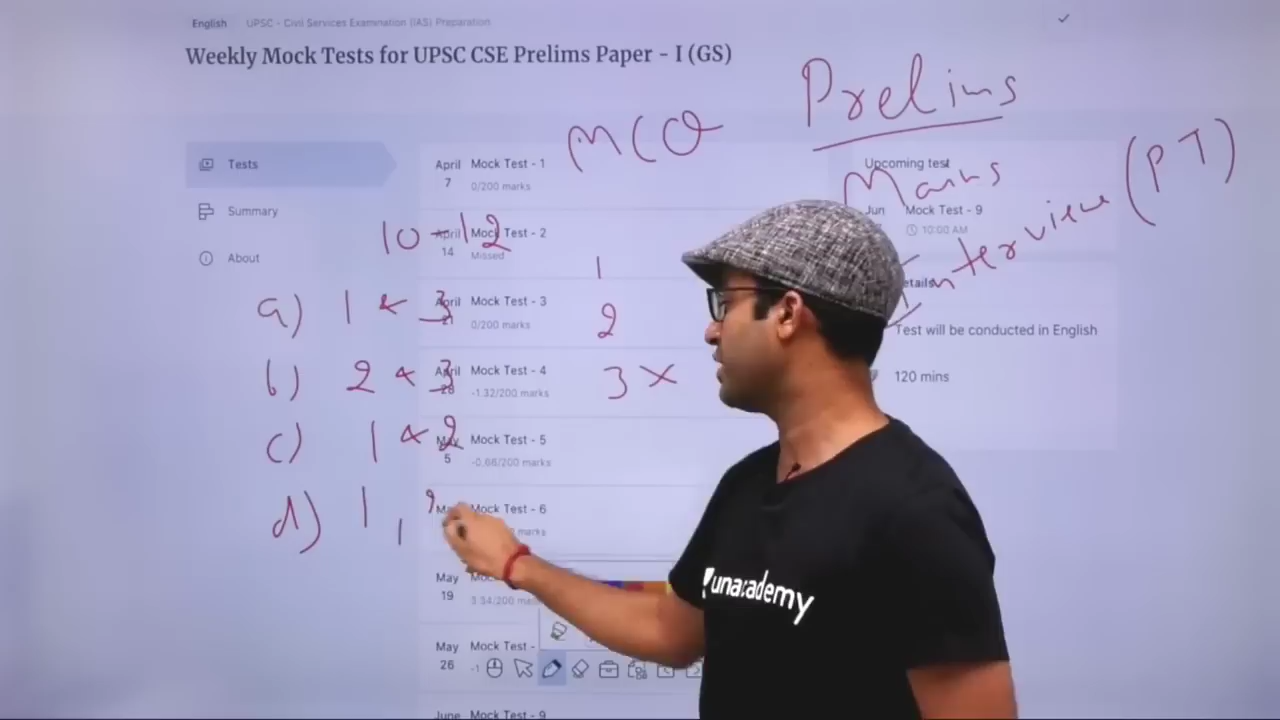 English UPSC - Civil Services Examination (IAS) Preparation
Weekly Mock Tests for UPSC CSE Prelims Paper - I (GS)
Prelims
MCQ
Marks
Interview (PT)
Tests
Summary
About
April 7 Mock Test - 1
0/200 marks
April 14 Mock Test - 2
Missed
April 21 Mock Test - 3
0/200 marks
April 28 Mock Test - 4
-1.32/200 marks
May 5 Mock Test - 5
-0.66/200 marks
Mock Test - 6
marks
May 19
3.34/200
May 26 Mock Test -
June Mock Test - 9
10-12
a) 1 & 3
b) 2 & 3
c) 1 & 2
d) 1, 2
1
2
3 ×
Upcoming test
Jun Mock Test - 9
10:00 AM
Details
Test will be conducted in English
120 mins
unacademy